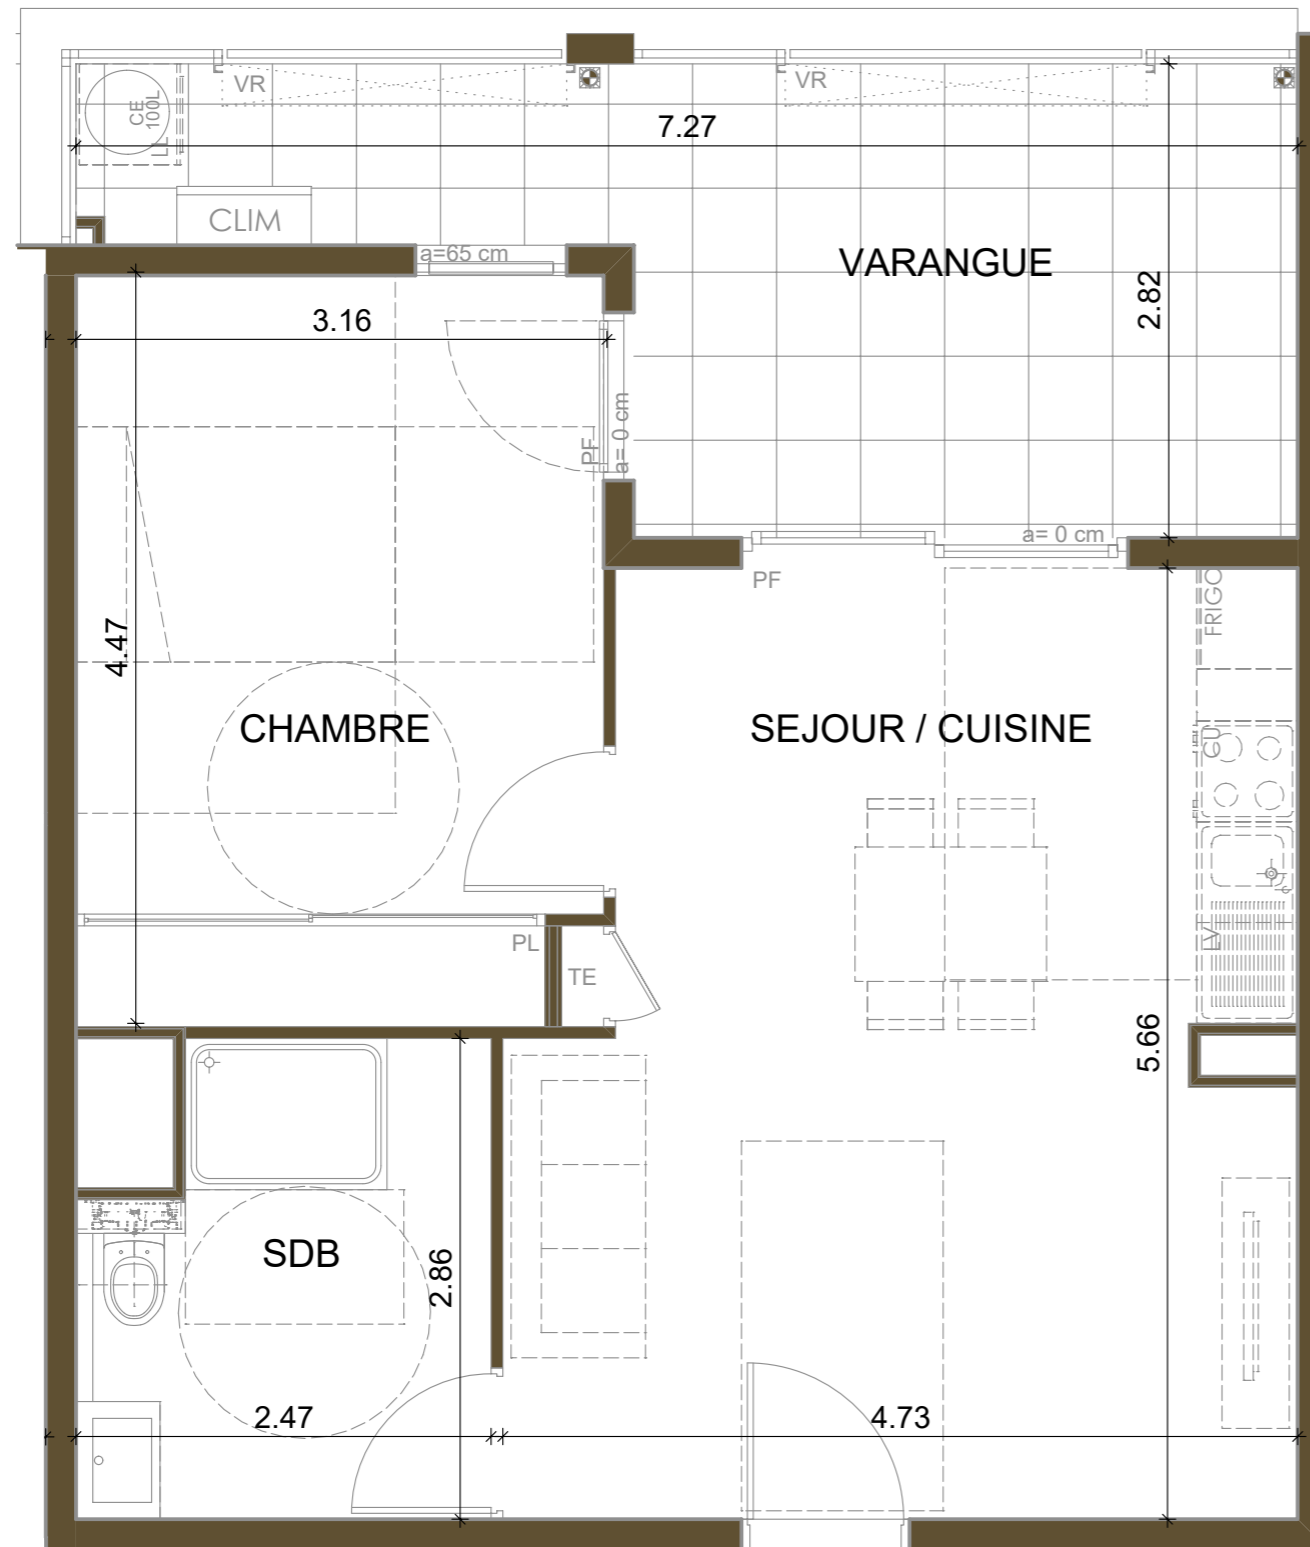 VR
VR
CE
100L
LL
7.27
CLIM
VARANGUE
a=65 cm
2.82
3.16
PF
a= 0 cm
a= 0 cm
PF
FRIGO
4.47
CHAMBRE
SEJOUR / CUISINE
CU
PL
TE
LV
5.66
SDB
2.86
2.47
4.73